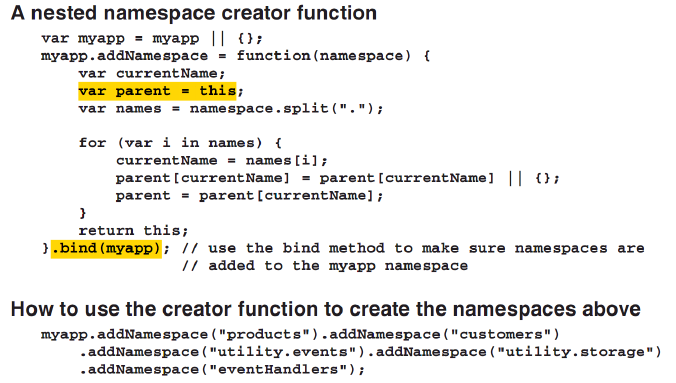 A nested namespace creator function
var myapp = myapp || {};
myapp.addNamespace = function(namespace) {
var currentName;
var parent = this;
var names = namespace.split(".");
for (var i in names) {
currentName = names[i];
parent[currentName] = parent[currentName] || {};
parent = parent[currentName];
}
return this;
}.bind(myapp); // use the bind method to make sure namespaces are
// added to the myapp namespace
How to use the creator function to create the namespaces above
myapp.addNamespace("products").addNamespace("customers")
.addNamespace("utility.events").addNamespace("utility.storage")
.addNamespace("eventHandlers");